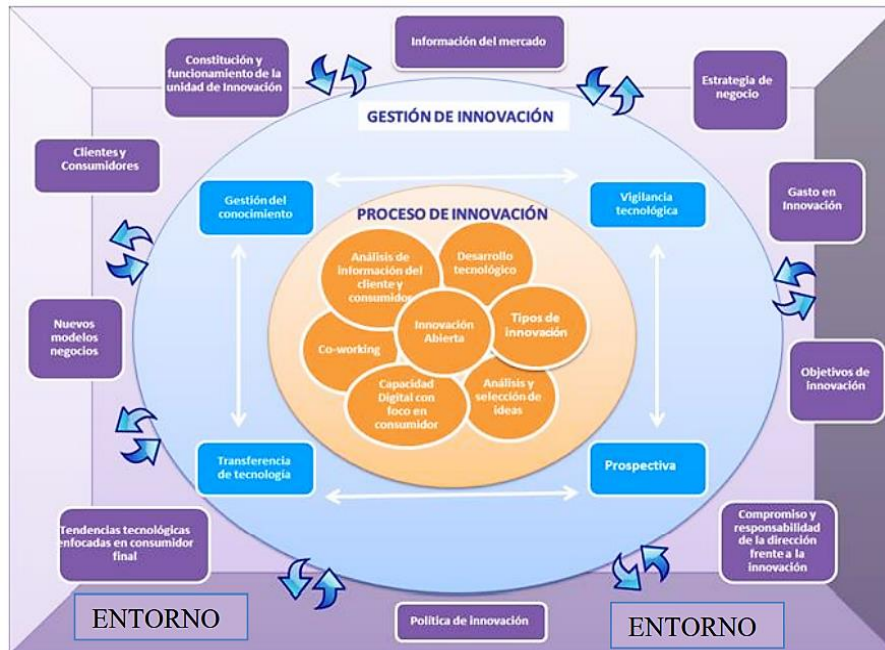 Información del mercado
Constitución y
funcionamiento de la
unidad de Innovación
Estrategia de
negocio
GESTIÓN DE INNOVACIÓN
Clientes y
Consumidores
Gestión del
conocimiento
Vigilancia
tecnológica
Gasto en
Innovación
PROCESO DE INNOVACIÓN
Análisis de
información del
cliente y
consumidor
Desarrollo
tecnológico
Nuevos
modelos
negocios
Co-working
Innovación
Abierta
Tipos de
innovación
Objetivos de
innovación
Capacidad
Digital con
foco en
consumidor
Análisis y
selección de
ideas
Transferencia
de tecnología
Prospectiva
Tendencias tecnológicas
enfocadas en consumidor
final
Compromiso y
responsabilidad
de la dirección
frente a la
innovación
ENTORNO
Política de innovación
ENTORNO